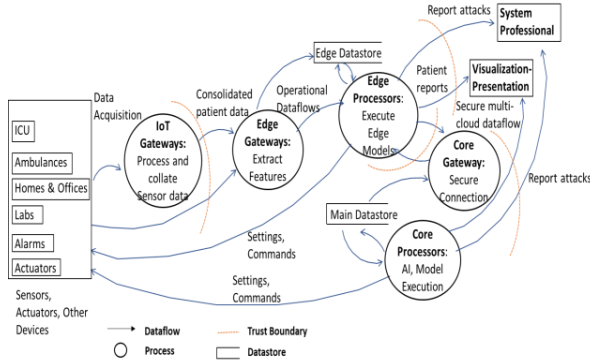 Report attacks
System
Professional
Edge Datastore
Data
Acquisition
Consolidated
patient data
Operational
Dataflows
Edge
Processors:
Execute
Edge
Models
Patient
reports
Visualization-
Presentation
Secure multi-
cloud dataflow
IoT
Gateways:
Process and
collate
Sensor data
Edge
Gateways:
Extract
Features
Core
Gateway:
Secure
Connection
Report attacks
ICU
Ambulances
Homes & Offices
Labs
Alarms
Actuators
Main Datastore
Settings,
Commands
Core
Processors:
AI, Model
Execution
Settings,
Commands
Sensors,
Actuators, Other
Devices
Dataflow
Trust Boundary
Process
Datastore